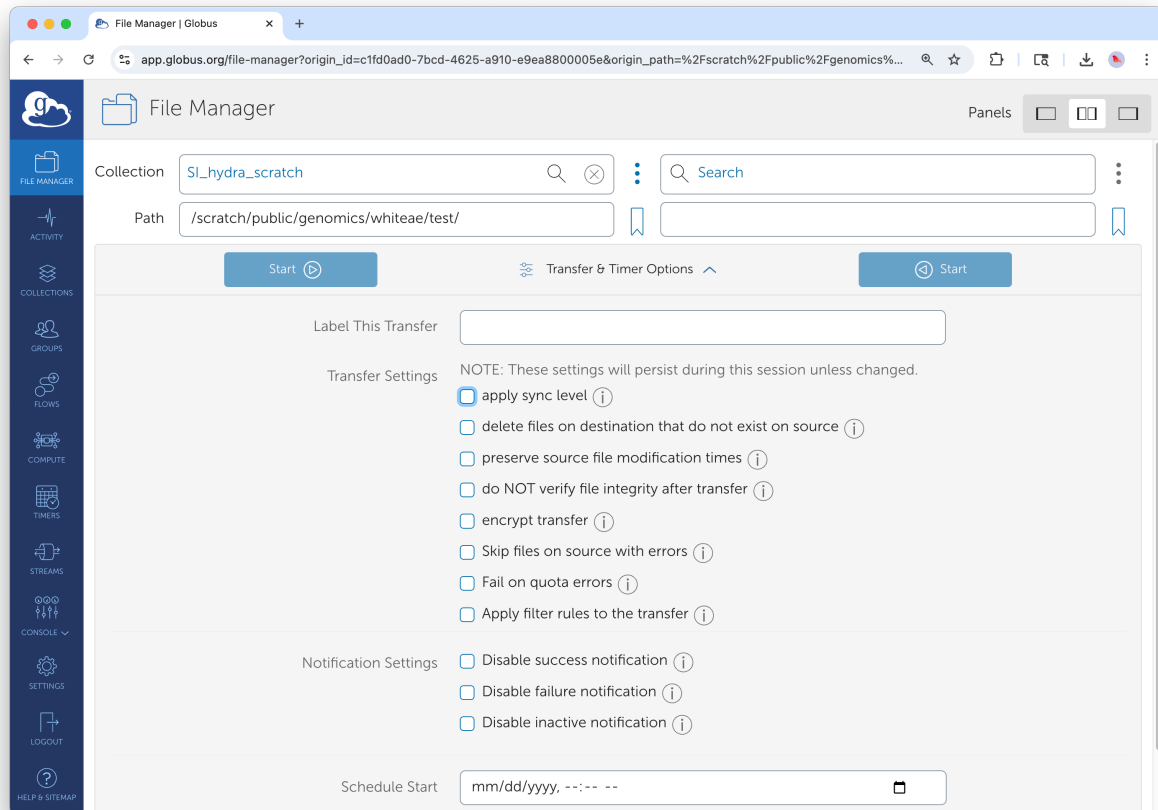 File Manager | Globus
app.globus.org/file-manager?origin_id=c1fd0ad0-7bcd-4625-a910-e9ea8800005e&origin_path=%2Fscratch%2Fpublic%2Fgenomics%...
g
File Manager
Panels
FILE MANAGER
ACTIVITY
COLLECTIONS
GROUPS
FLOWS
COMPUTE
TIMERS
STREAMS
CONSOLE
SETTINGS
LOGOUT
HELP & SITEMAP
Collection SI_hydra_scratch Search
Path /scratch/public/genomics/whiteae/test/
Start Transfer & Timer Options Start
Label This Transfer
Transfer Settings NOTE: These settings will persist during this session unless changed.
apply sync level
delete files on destination that do not exist on source
preserve source file modification times
do NOT verify file integrity after transfer
encrypt transfer
Skip files on source with errors
Fail on quota errors
Apply filter rules to the transfer
Notification Settings Disable success notification
Disable failure notification
Disable inactive notification
Schedule Start mm/dd/yyyy, --:-- --